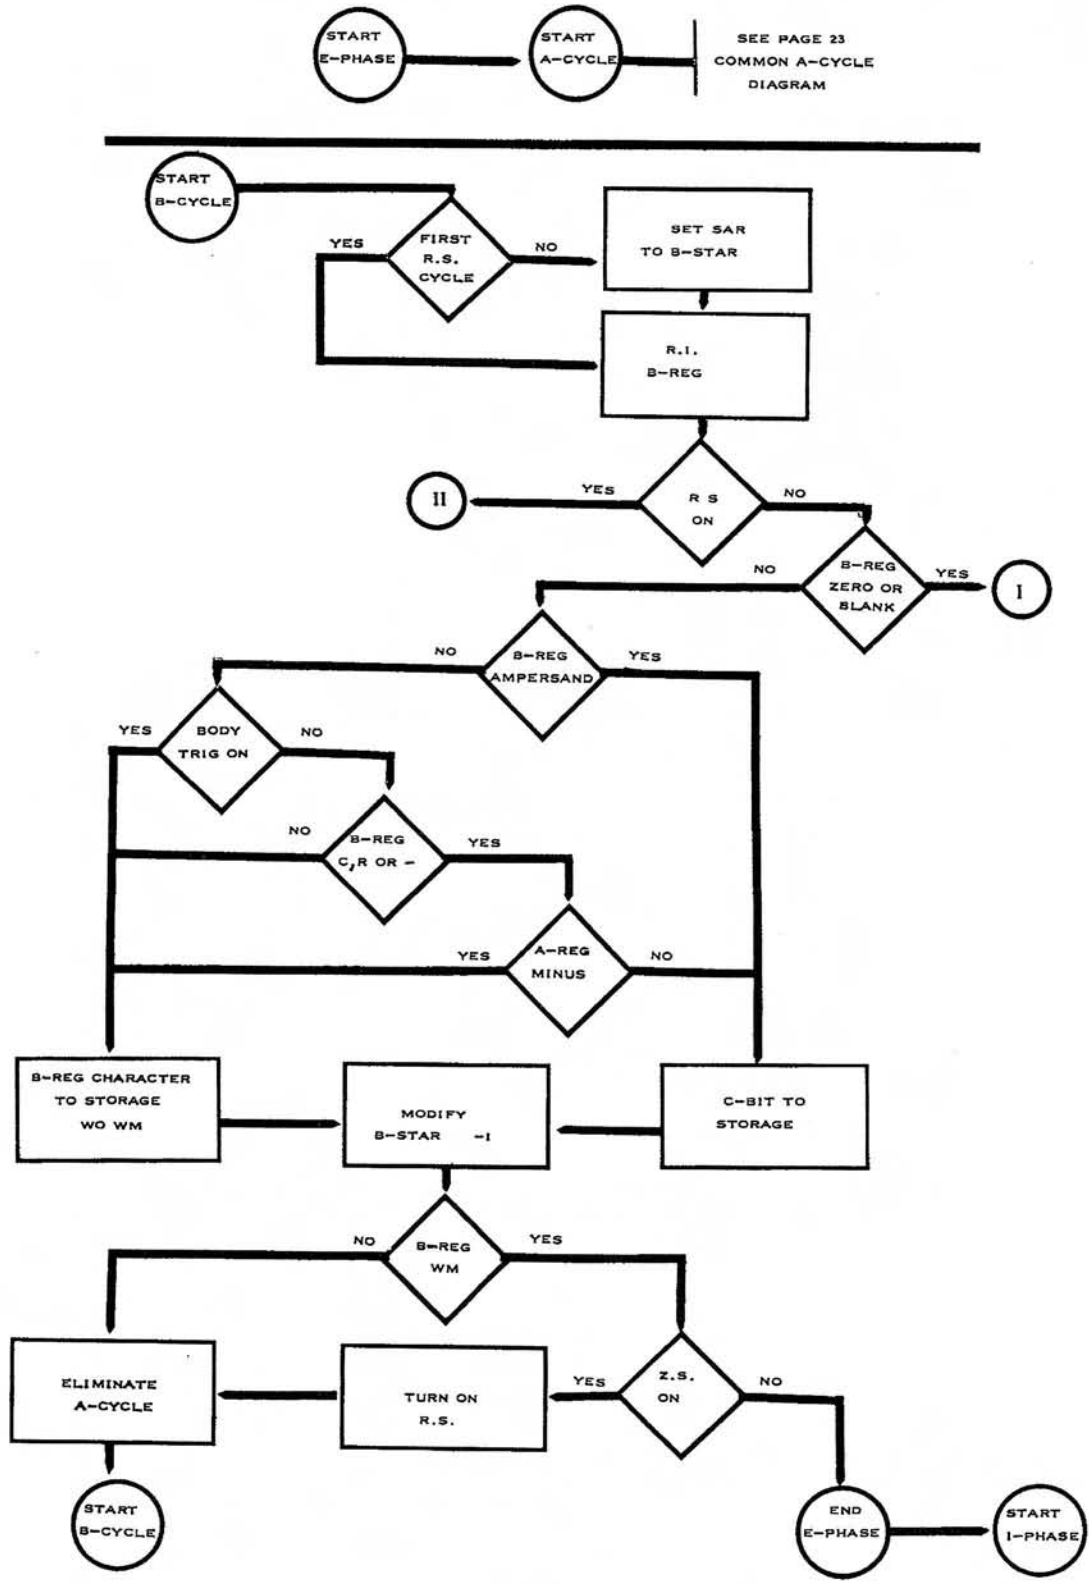 START
E-PHASE
START
A-CYCLE
SEE PAGE 23
COMMON A-CYCLE
DIAGRAM
START
B-CYCLE
FIRST
R.S.
CYCLE
YES
NO
SET SAR
TO B-STAR
R.I.
B-REG
R S
ON
YES
NO
II
B-REG
ZERO OR
BLANK
YES
I
NO
B-REG
AMPERSAND
NO
YES
BODY
TRIG ON
YES
NO
B-REG
C,R OR -
NO
YES
A-REG
MINUS
YES
NO
B-REG CHARACTER
TO STORAGE
WO WM
MODIFY
B-STAR -1
C-BIT TO
STORAGE
B-REG
WM
NO
YES
ELIMINATE
A-CYCLE
TURN ON
R.S.
YES
Z.S.
ON
NO
START
B-CYCLE
END
E-PHASE
START
I-PHASE